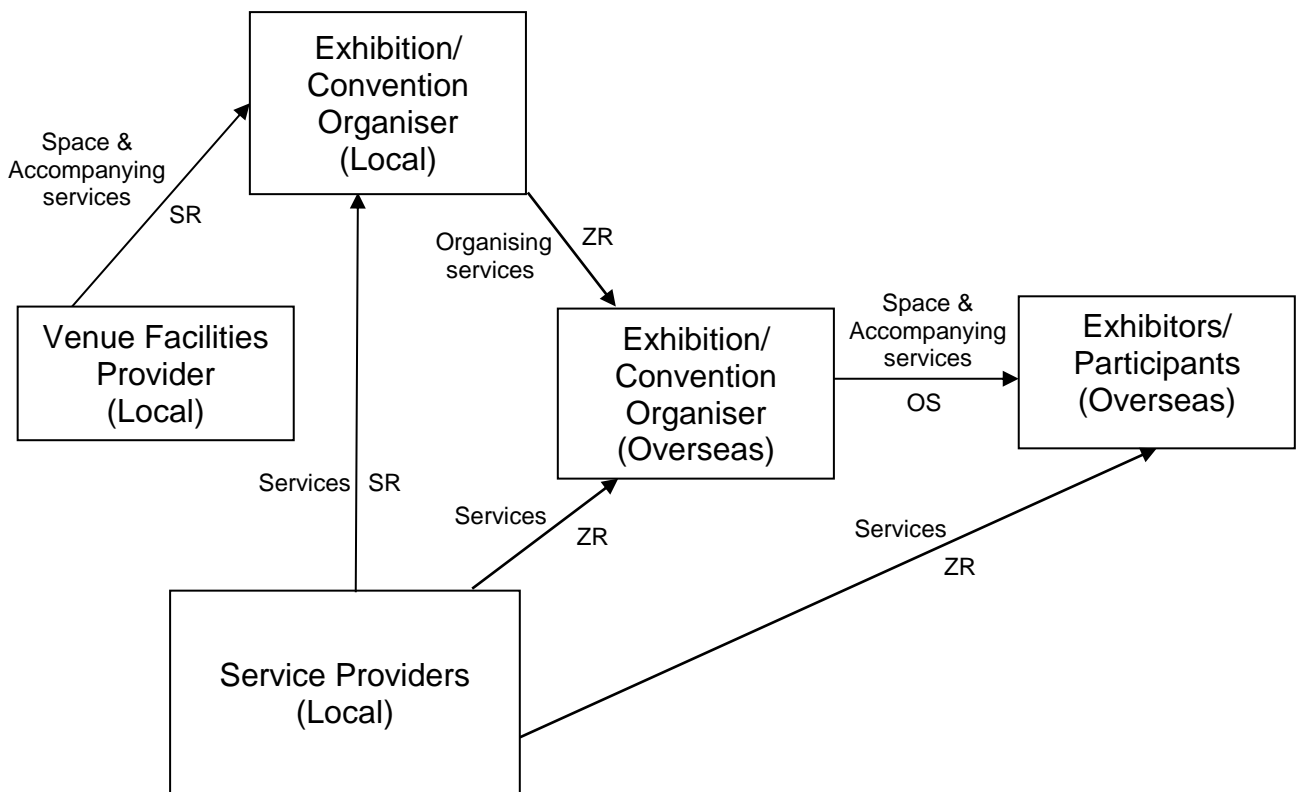 Exhibition/
Convention
Organiser
(Local)
Space &
Accompanying
services
SR
Organising
services
ZR
Venue Facilities
Provider
(Local)
Exhibition/
Convention
Organiser
(Overseas)
Space &
Accompanying
services
OS
Exhibitors/
Participants
(Overseas)
Services
SR
Services
ZR
Services
ZR
Service Providers
(Local)